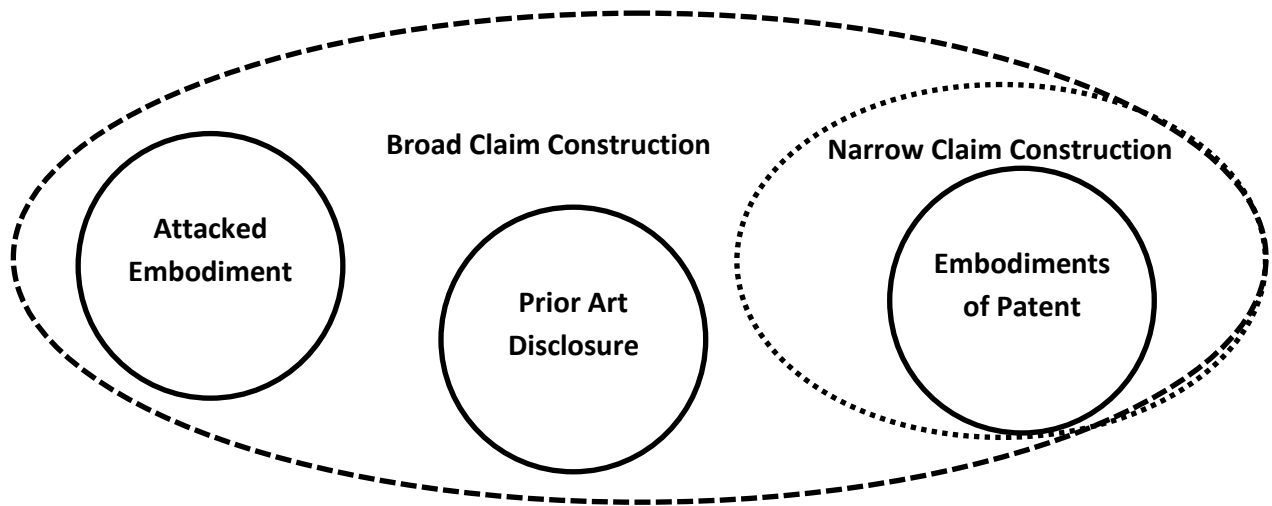 Broad Claim Construction
Narrow Claim Construction
Attacked
Embodiment
Prior Art
Disclosure
Embodiments
of Patent